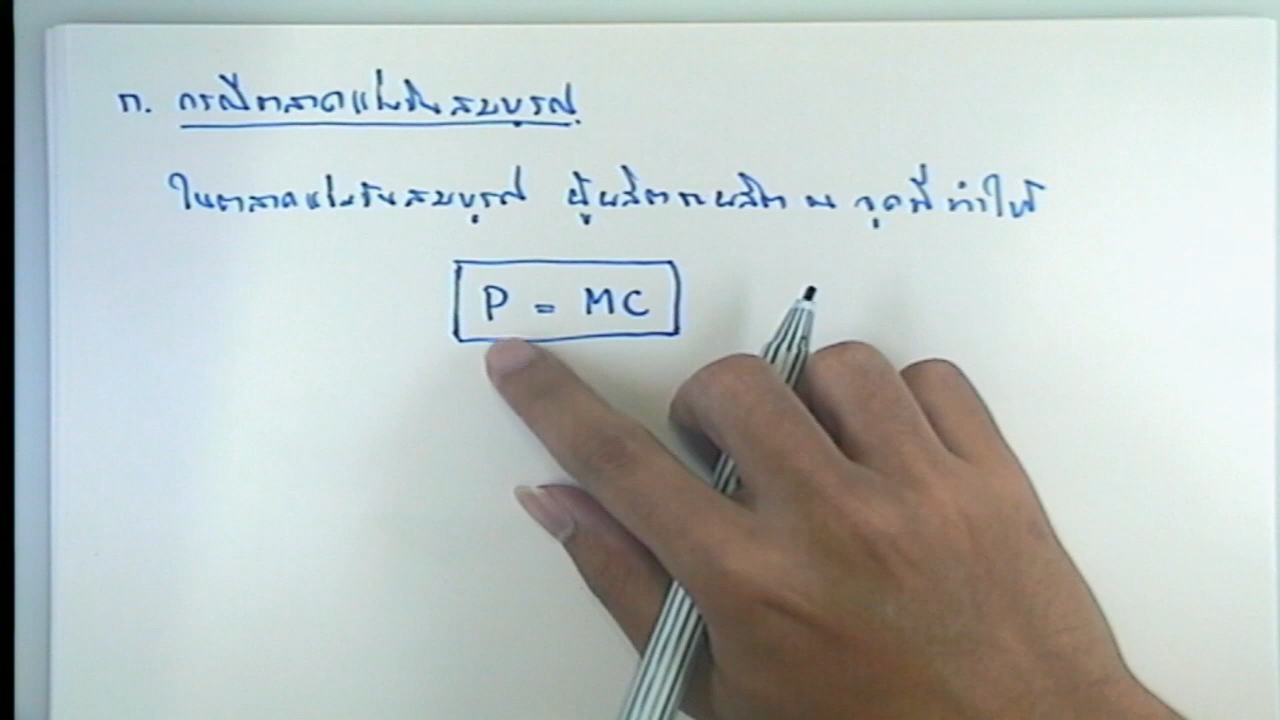 ก. กรณีตลาดแข่งขันสมบูรณ์
ในตลาดแข่งขันสมบูรณ์ ผู้ผลิตจะผลิต ณ จุดที่ ทำให้
P = MC